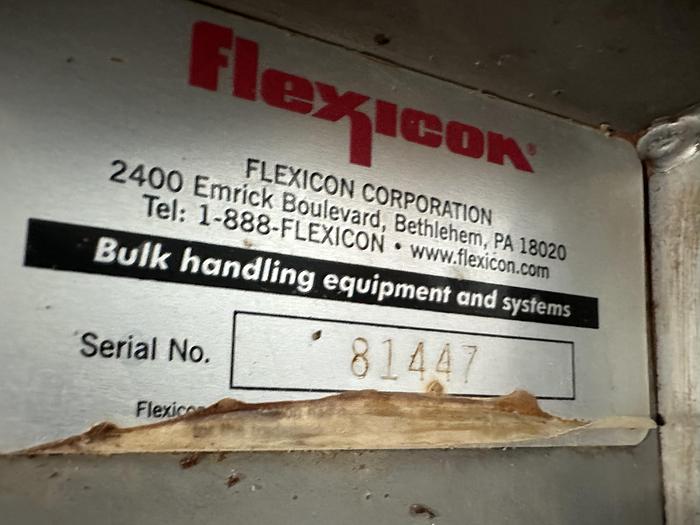 flexicon®
FLEXICON CORPORATION
2400 Emrick Boulevard, Bethlehem, PA 18020
Tel: 1-888-FLEXICON • www.flexicon.com
Bulk handling equipment and systems
Serial No. 81447